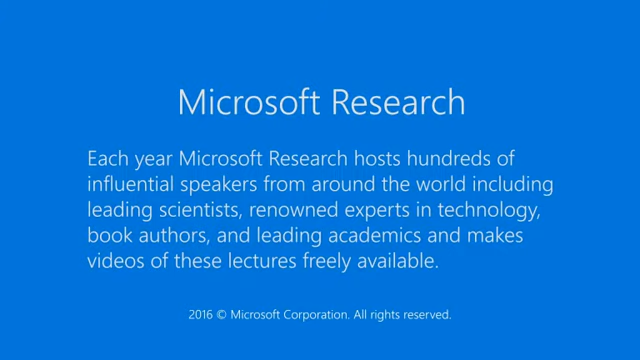 Microsoft Research
Each year Microsoft Research hosts hundreds of
influential speakers from around the world including
leading scientists, renowned experts in technology,
book authors, and leading academics and makes
videos of these lectures freely available.
2016 © Microsoft Corporation. All rights reserved.